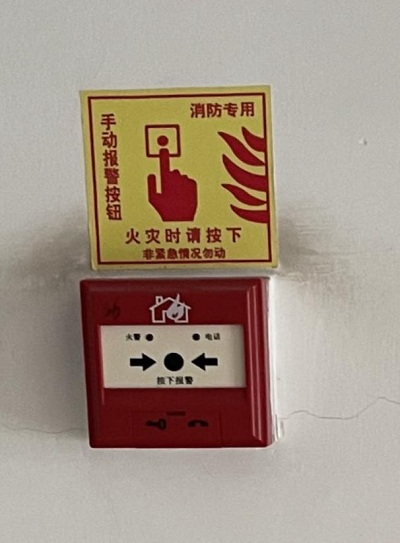 消防专用
手动报警按钮
火灾时请按下
非紧急情况勿动
火警
电话
按下报警